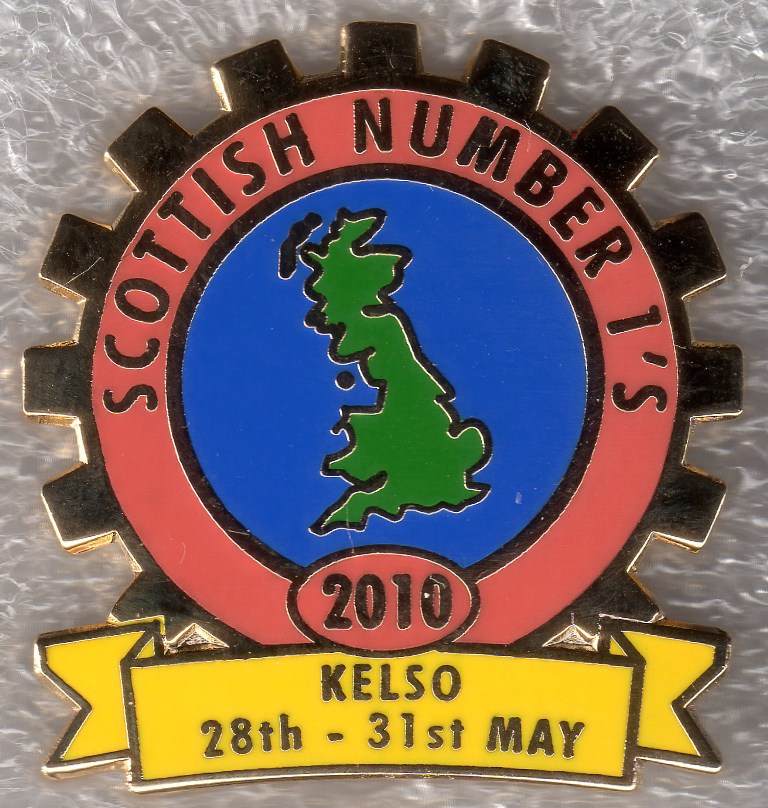 SCOTTISH NUMBER 1'S
2010
KELSO
28th - 31st MAY